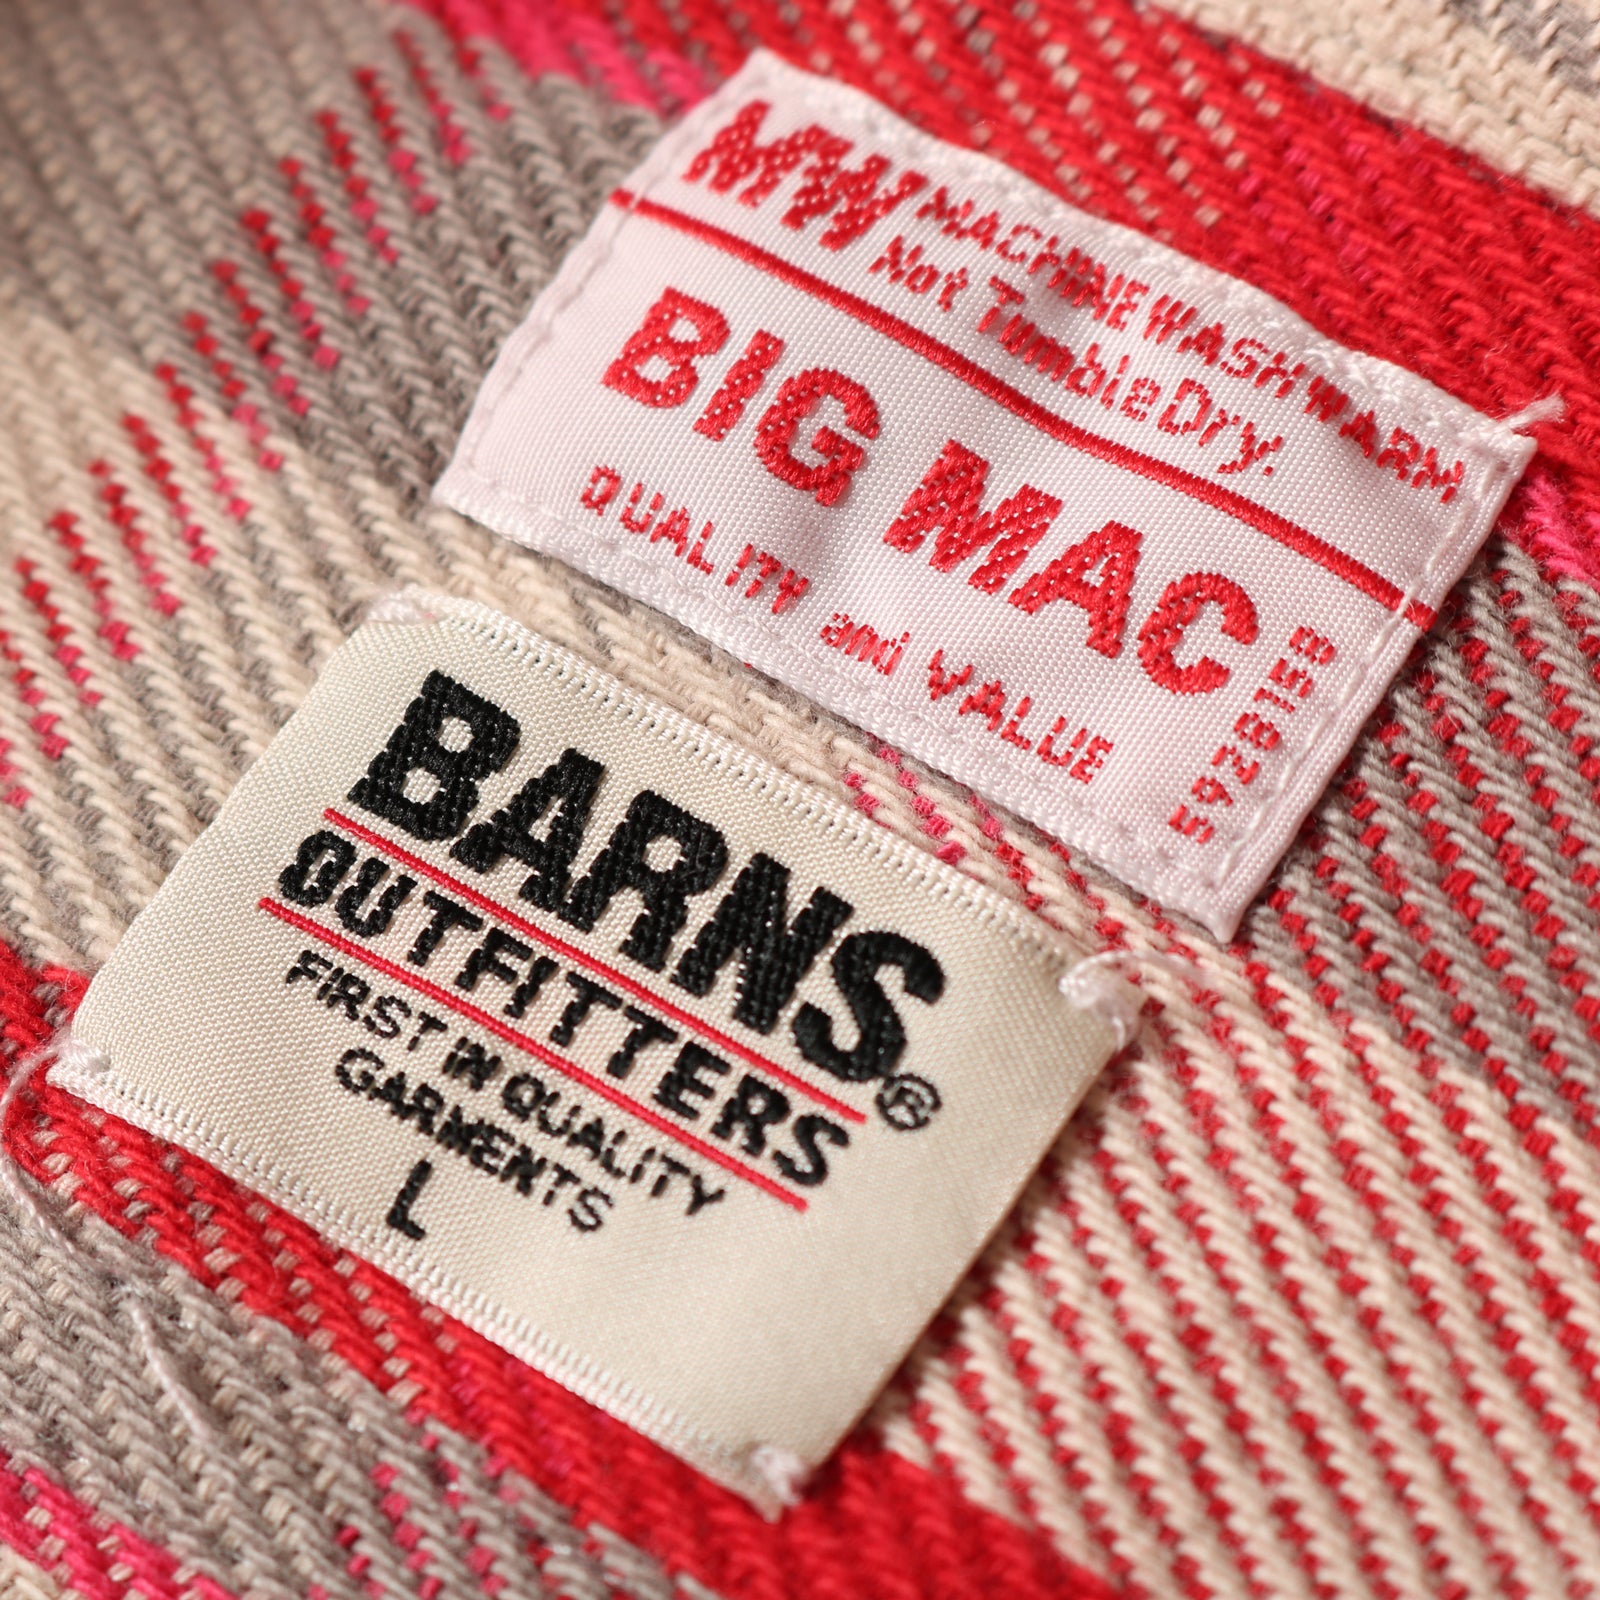 MW MACHINE WASH WARM
Not Tumble Dry.
BIG MAC
QUALITY and VALUE
5928159
BARNS
OUTFITTERS®
FIRST IN QUALITY
GARMENTS
L